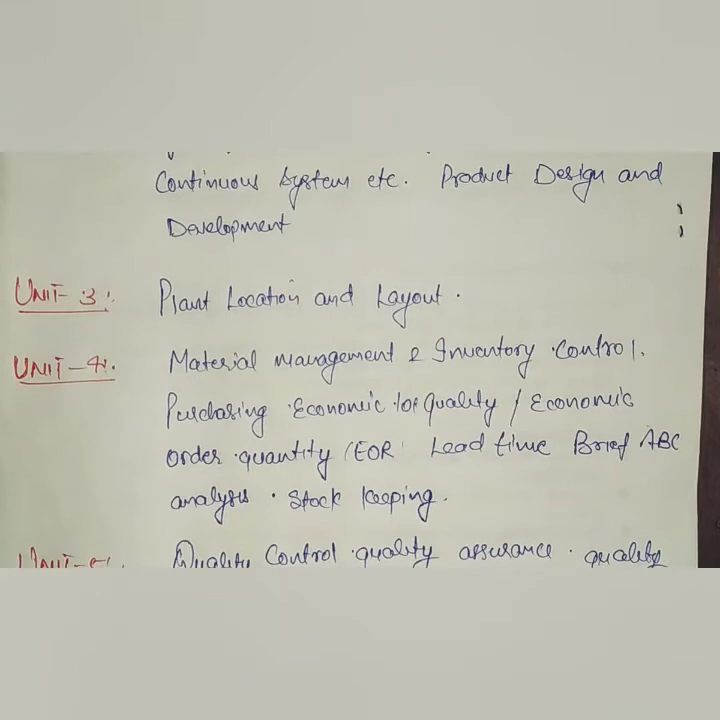 Continuous System etc. Product Design and
Development
UNIT-3: Plant Location and Layout.
UNIT-4: Material management & Inventory Control.
Purchasing Economic lot Quality / Economic
order quantity (EOR Lead time Brief ABC
analysis. Stock Keeping.
UNIT-5: Quality Control quality assurance. quality